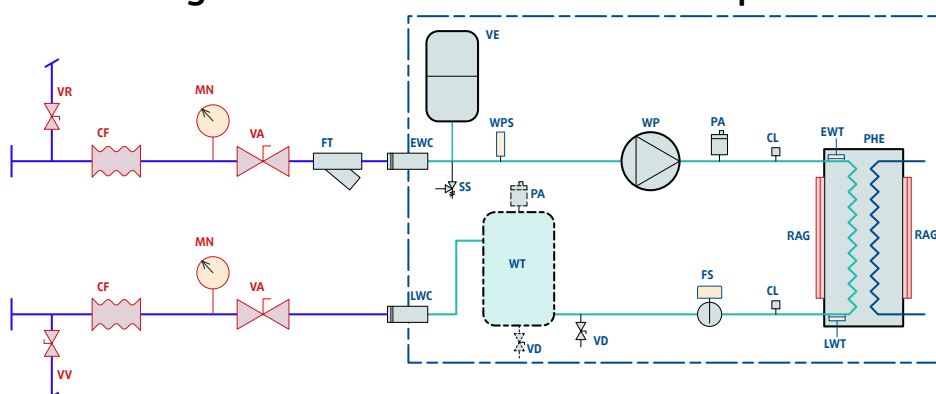 VE
VR
MN
CF
VA
FT
EWC
WPS
WP
PA
CL
EWT
PHE
SS
PA
RAG
RAG
MN
WT
CF
VA
LWC
FS
CL
VD
VD
LWT
VV